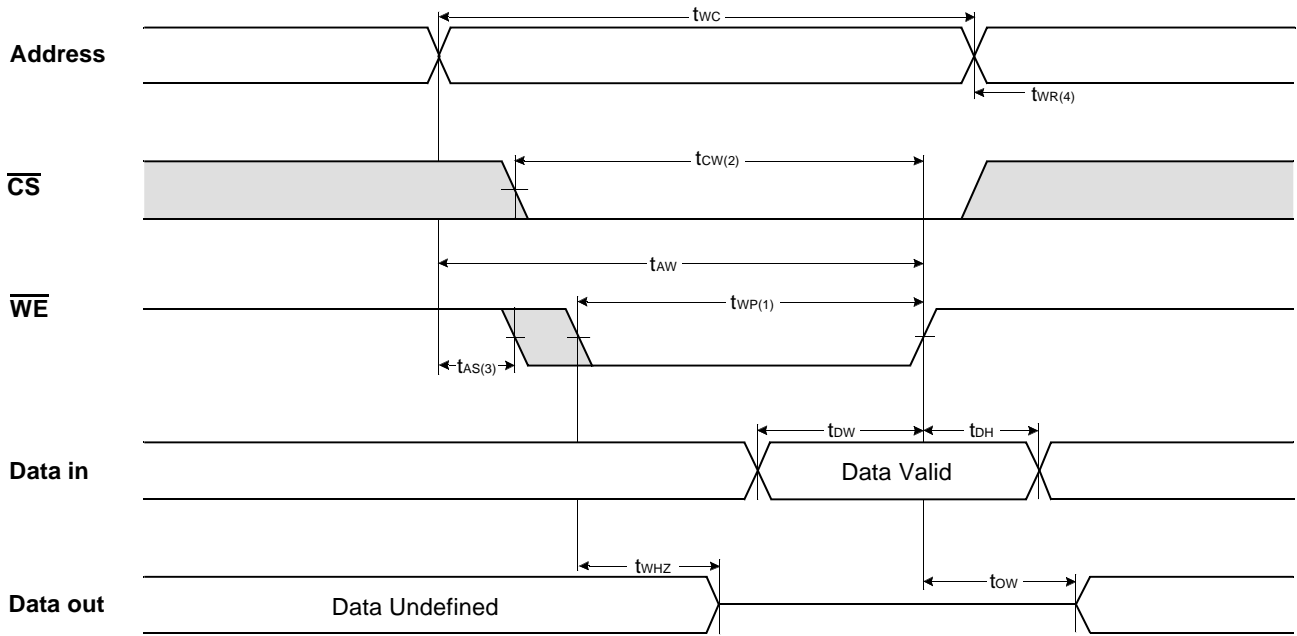 tWC
Address
tWR(4)
tCW(2)
CS
tAW
WE
tWP(1)
tAS(3)
tDW
tDH
Data in
Data Valid
tWHZ
tOW
Data out
Data Undefined